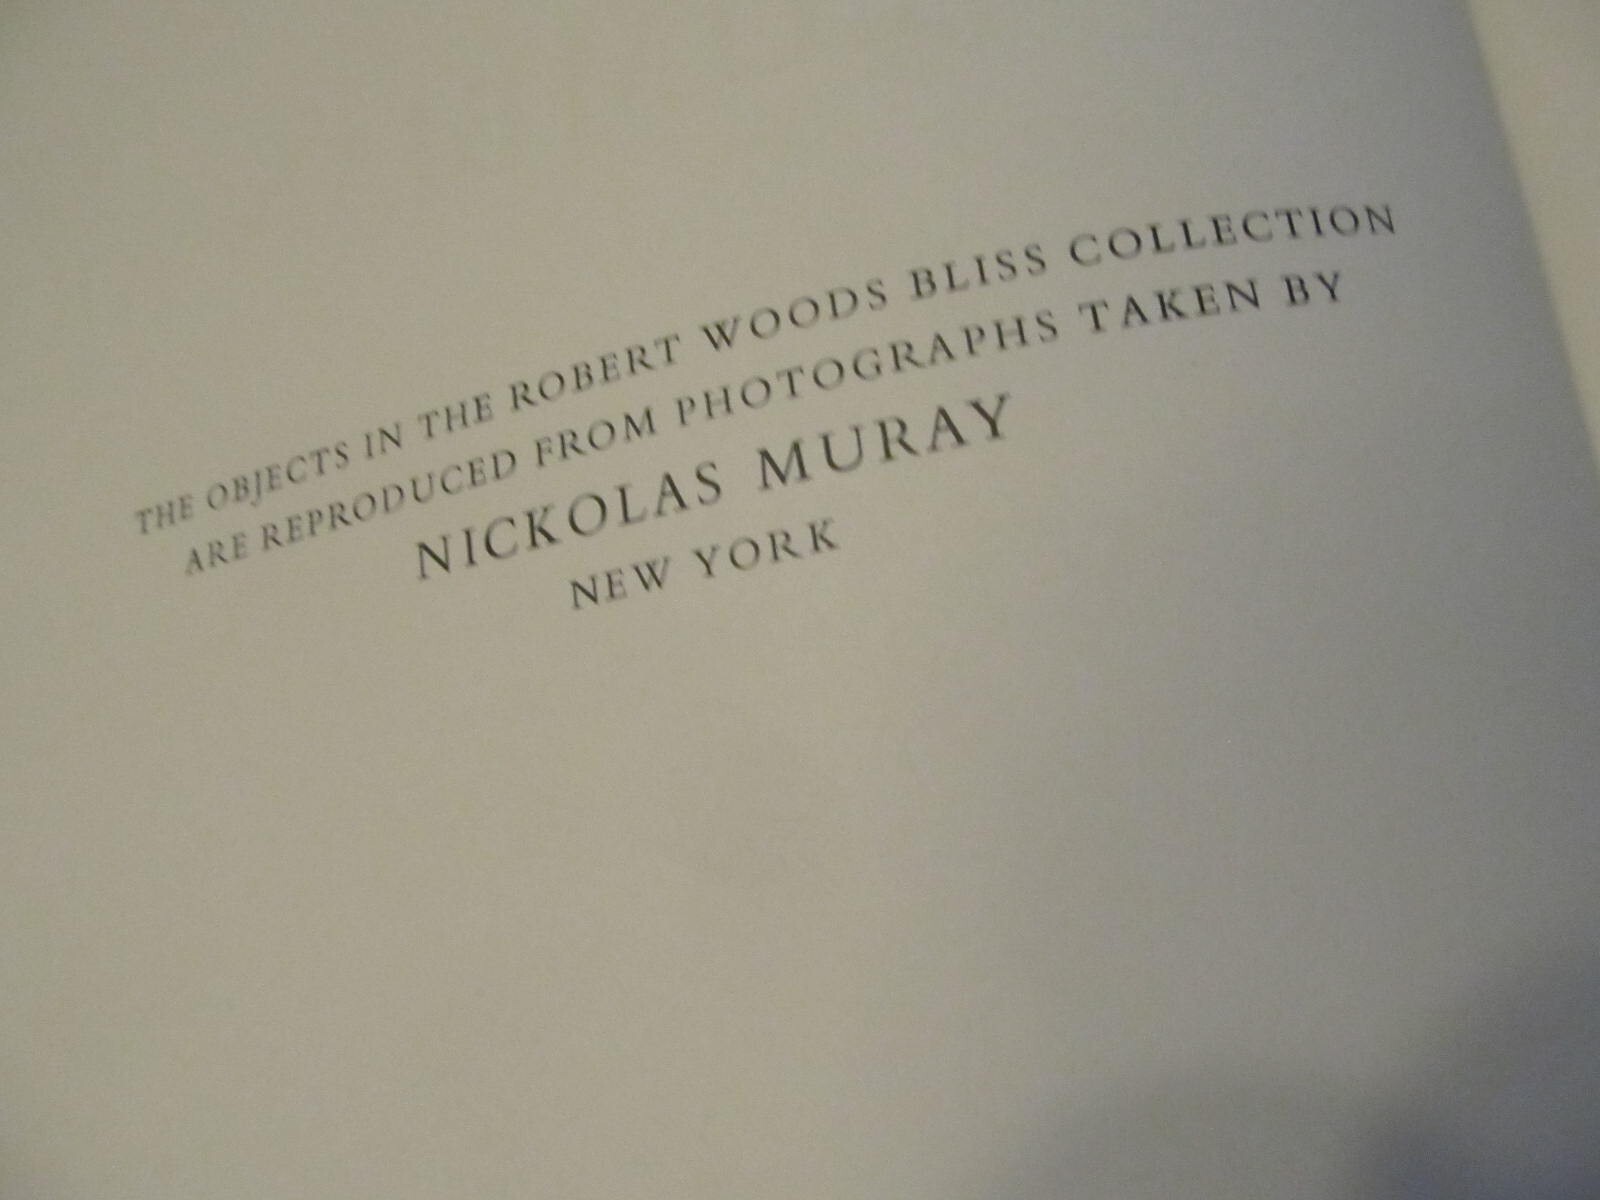 THE OBJECTS IN THE ROBERT WOODS BLISS COLLECTION
ARE REPRODUCED FROM PHOTOGRAPHS TAKEN BY
NICKOLAS MURAY
NEW YORK